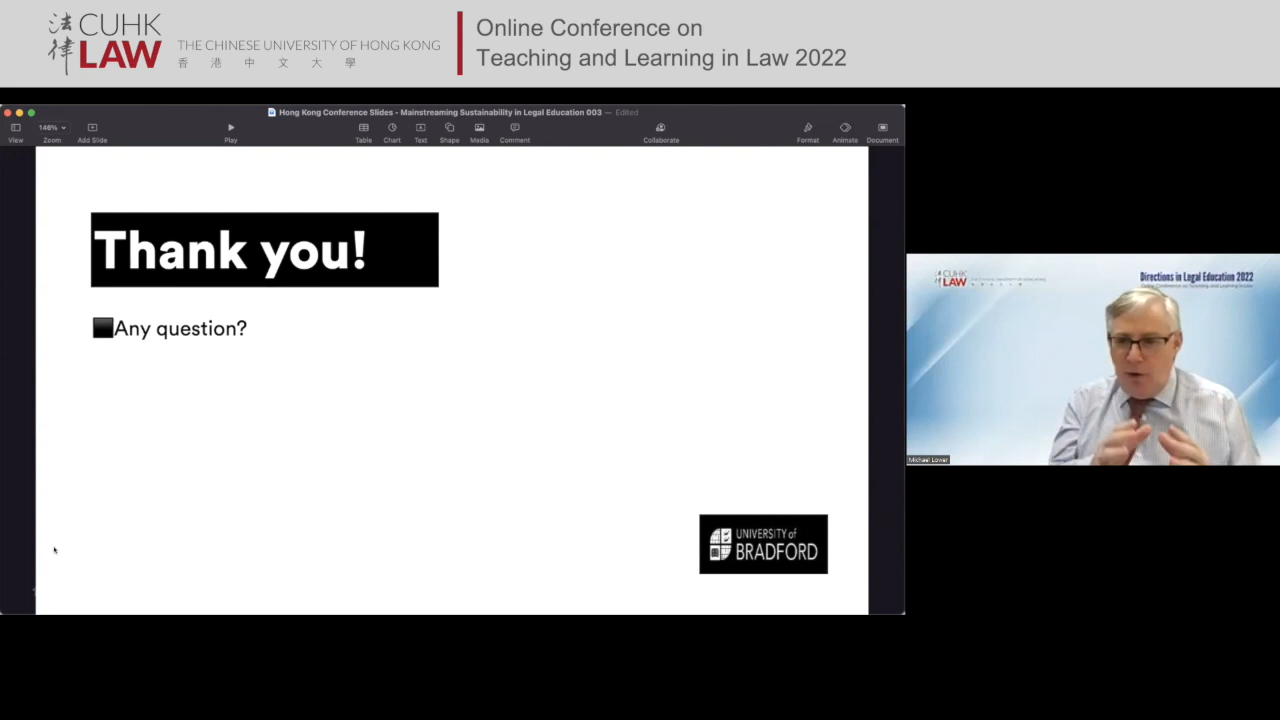 法律
CUHK
LAW
THE CHINESE UNIVERSITY OF HONG KONG
香港中文大學
Online Conference on
Teaching and Learning in Law 2022
Hong Kong Conference Slides - Mainstreaming Sustainability in Legal Education 003 — Edited
146%
View
Zoom
Add Slide
Play
Table
Chart
Text
Shape
Media
Comment
Collaborate
Format
Animate
Document
Thank you!
Any question?
UNIVERSITY of
BRADFORD
CUHK
LAW
Directions in Legal Education 2022
Michael Lower